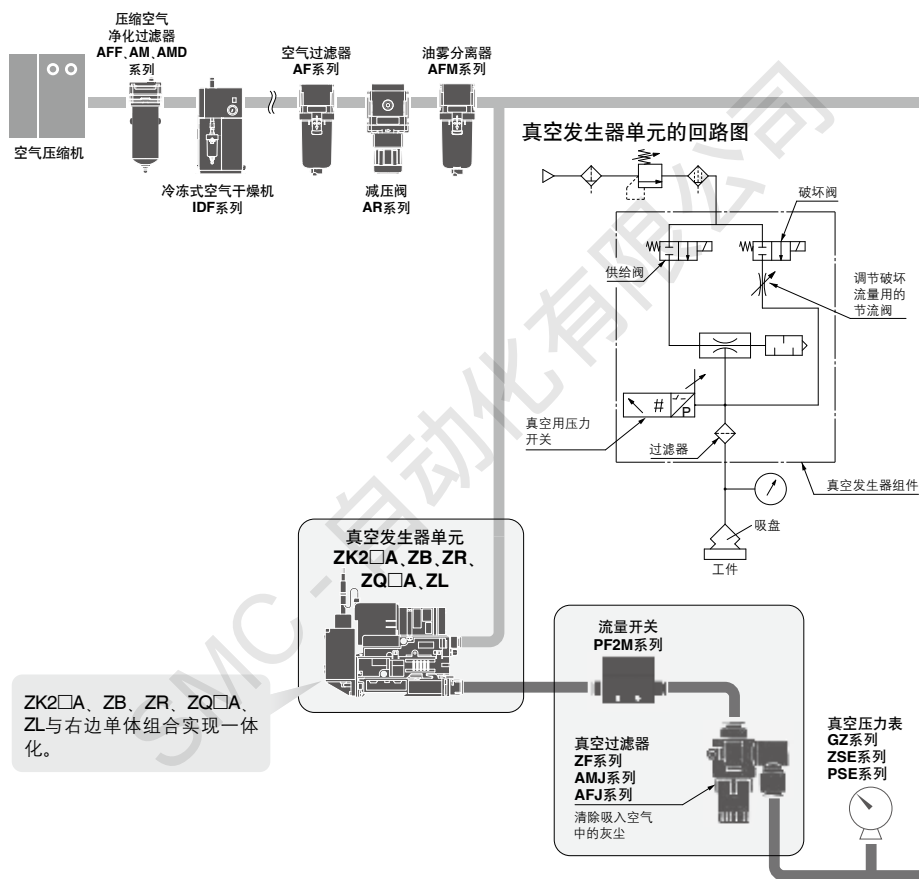 压缩空气
净化过滤器
AFF、AM、AMD
系列
空气压缩机
冷冻式空气干燥机
IDF系列
空气过滤器
AF系列
减压阀
AR系列
油雾分离器
AFM系列
真空发生器单元的回路图
破坏阀
供给阀
调节破坏
流量用的
节流阀
#
P
真空用压力
开关
过滤器
真空发生器组件
吸盘
工件
真空发生器单元
ZK2□A、ZB、ZR、
ZQ□A、ZL
ZK2□A、ZB、ZR、ZQ□A、
ZL与右边单体组合实现一体
化。
流量开关
PF2M系列
真空过滤器
ZF系列
AMJ系列
AFJ系列
清除吸入空气
中的灰尘
真空压力表
GZ系列
ZSE系列
PSE系列
SMC-自动化有限公司